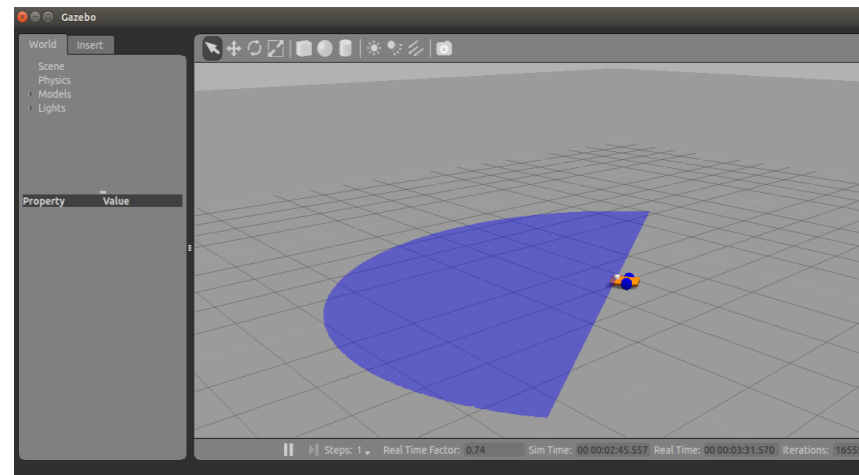 Gazebo
World Insert
Scene
Physics
Models
Lights
Property Value
Steps: 1 Real Time Factor: 0.74 Sim Time: 00 00:02:45.557 Real Time: 00 00:03:31.570 Iterations: 1655